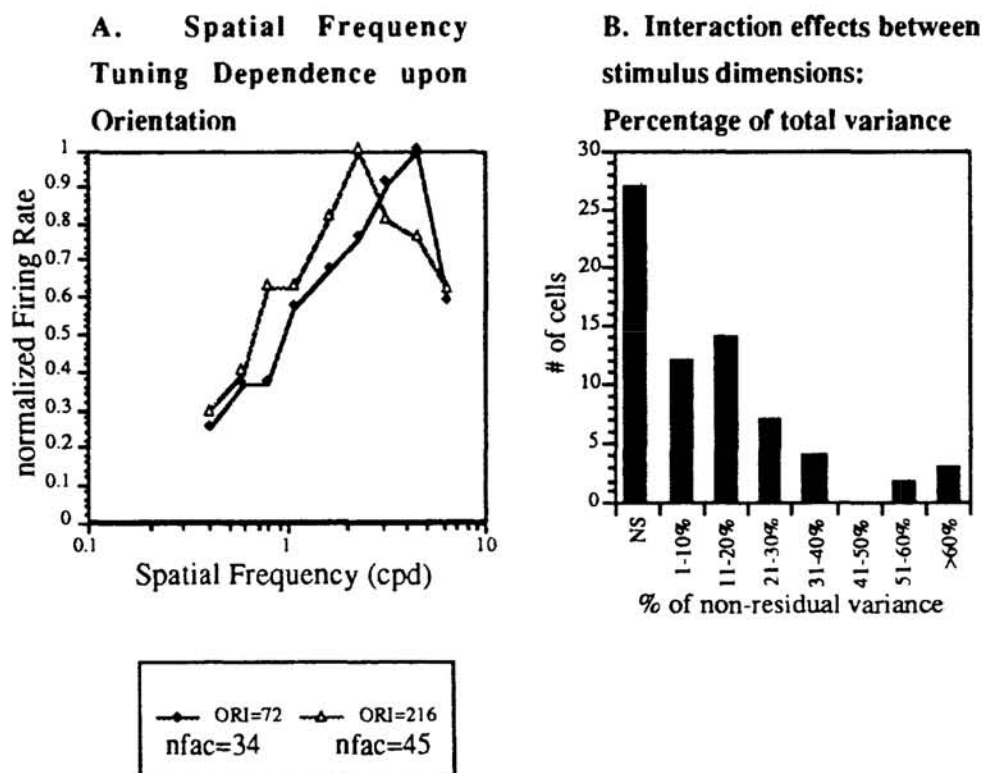 A. Spatial Frequency
Tuning Dependence upon
Orientation
1
0.9
0.8
0.7
0.6
0.5
0.4
0.3
0.2
0.1
0
normalized Firing Rate
0.1
1
10
Spatial Frequency (cpd)
ORI=72
ORI=216
nfac=34
nfac=45
B. Interaction effects between
stimulus dimensions:
Percentage of total variance
30
25
20
15
10
5
0
# of cells
NS
1-10%
11-20%
21-30%
31-40%
41-50%
51-60%
>60%
% of non-residual variance